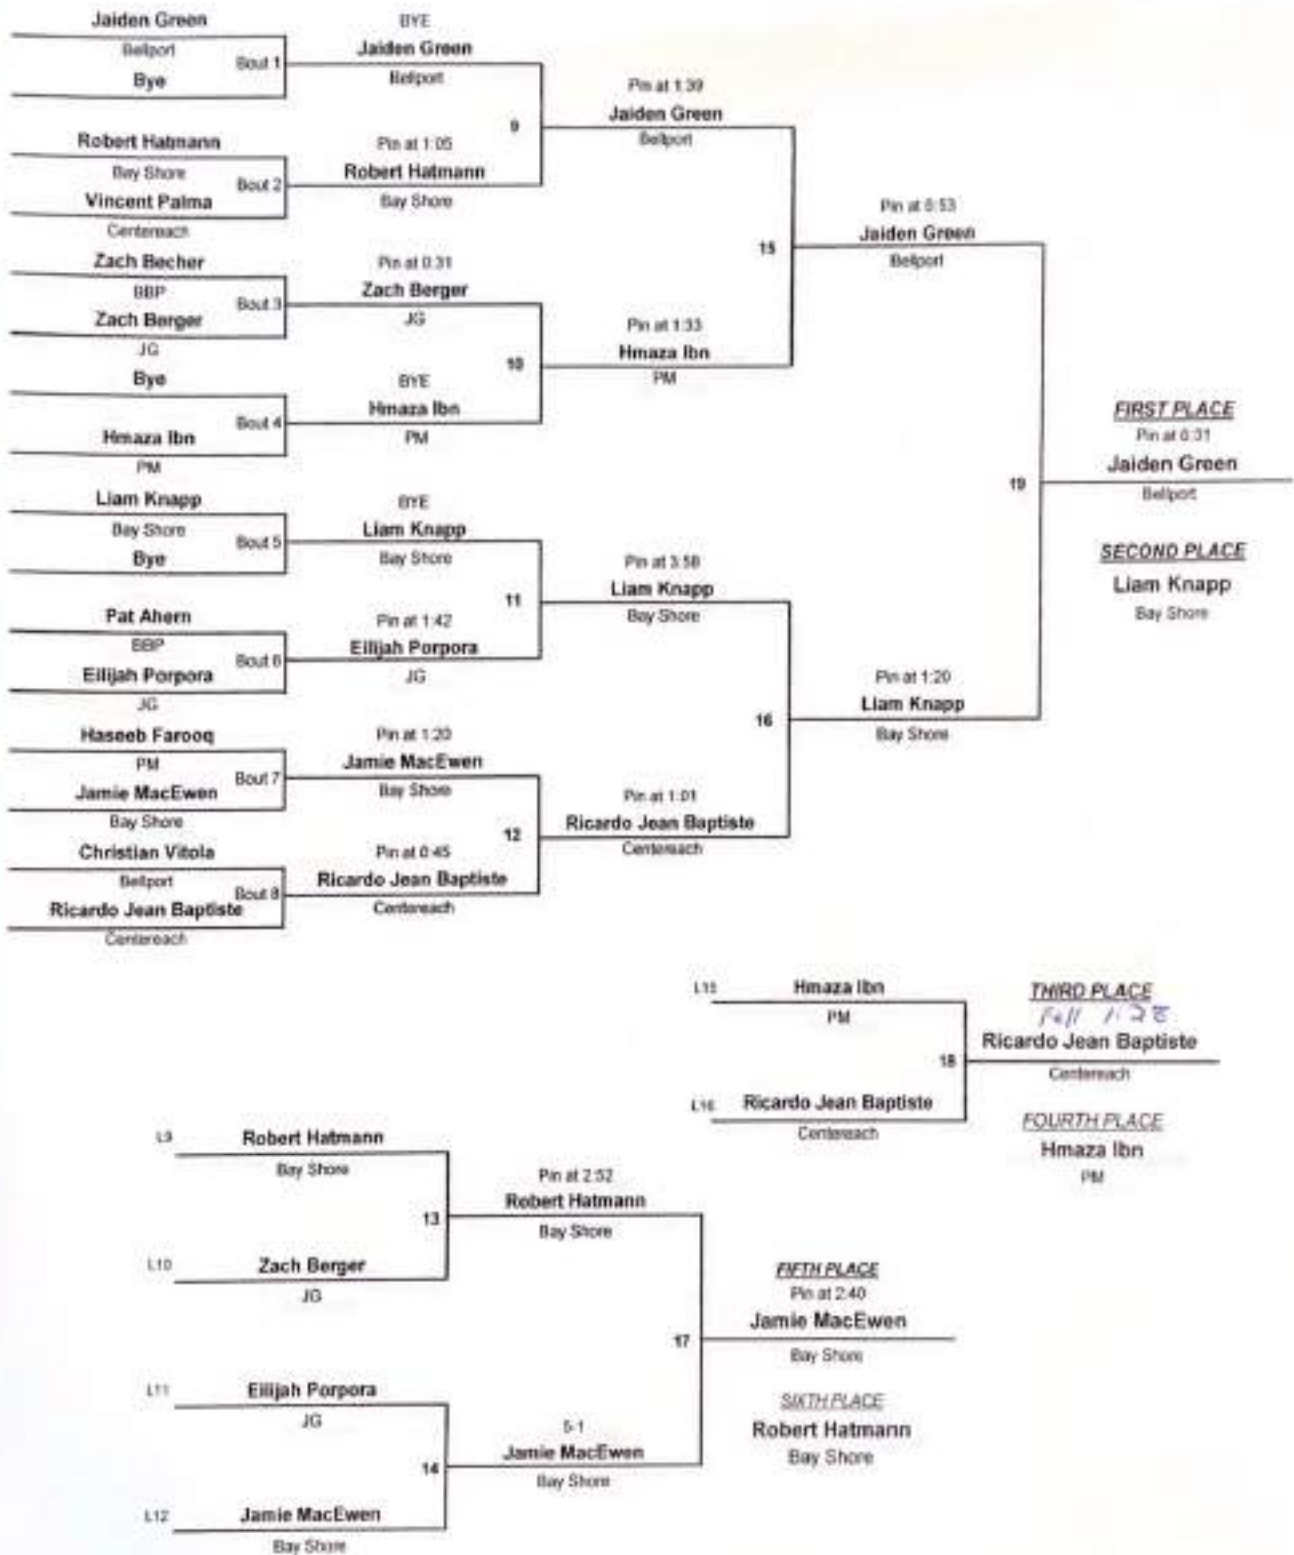 Jaiden Green
Bellport
Bye
Bout 1
Robert Hatmann
Bay Shore
Vincent Palma
Centereach
Bout 2
Zach Becher
BBP
Zach Berger
JG
Bout 3
Bye
Hmaza Ibn
PM
Bout 4
Liam Knapp
Bay Shore
Bye
Bout 5
Pat Ahern
BBP
Eilijah Porpora
JG
Bout 6
Haseeb Farooq
PM
Jamie MacEwen
Bay Shore
Bout 7
Christian Vitola
Bellport
Ricardo Jean Baptiste
Centereach
Bout 8
BYE
Jaiden Green
Bellport
9
Pin at 1:05
Robert Hatmann
Bay Shore
Pin at 0:31
Zach Berger
JG
10
BYE
Hmaza Ibn
PM
BYE
Liam Knapp
Bay Shore
11
Pin at 1:42
Eilijah Porpora
JG
Pin at 1:20
Jamie MacEwen
Bay Shore
12
Pin at 0:45
Ricardo Jean Baptiste
Centereach
Pin at 1:39
Jaiden Green
Bellport
15
Pin at 1:33
Hmaza Ibn
PM
Pin at 3:58
Liam Knapp
Bay Shore
16
Pin at 1:01
Ricardo Jean Baptiste
Centereach
Pin at 0:53
Jaiden Green
Bellport
19
Pin at 1:20
Liam Knapp
Bay Shore
FIRST PLACE
Pin at 0:31
Jaiden Green
Bellport
SECOND PLACE
Liam Knapp
Bay Shore
L15
Hmaza Ibn
PM
18
L16
Ricardo Jean Baptiste
Centereach
THIRD PLACE
Fall 1:28
Ricardo Jean Baptiste
Centereach
FOURTH PLACE
Hmaza Ibn
PM
L9
Robert Hatmann
Bay Shore
13
L10
Zach Berger
JG
L11
Eilijah Porpora
JG
14
L12
Jamie MacEwen
Bay Shore
Pin at 2:52
Robert Hatmann
Bay Shore
17
5-1
Jamie MacEwen
Bay Shore
FIFTH PLACE
Pin at 2:40
Jamie MacEwen
Bay Shore
SIXTH PLACE
Robert Hatmann
Bay Shore